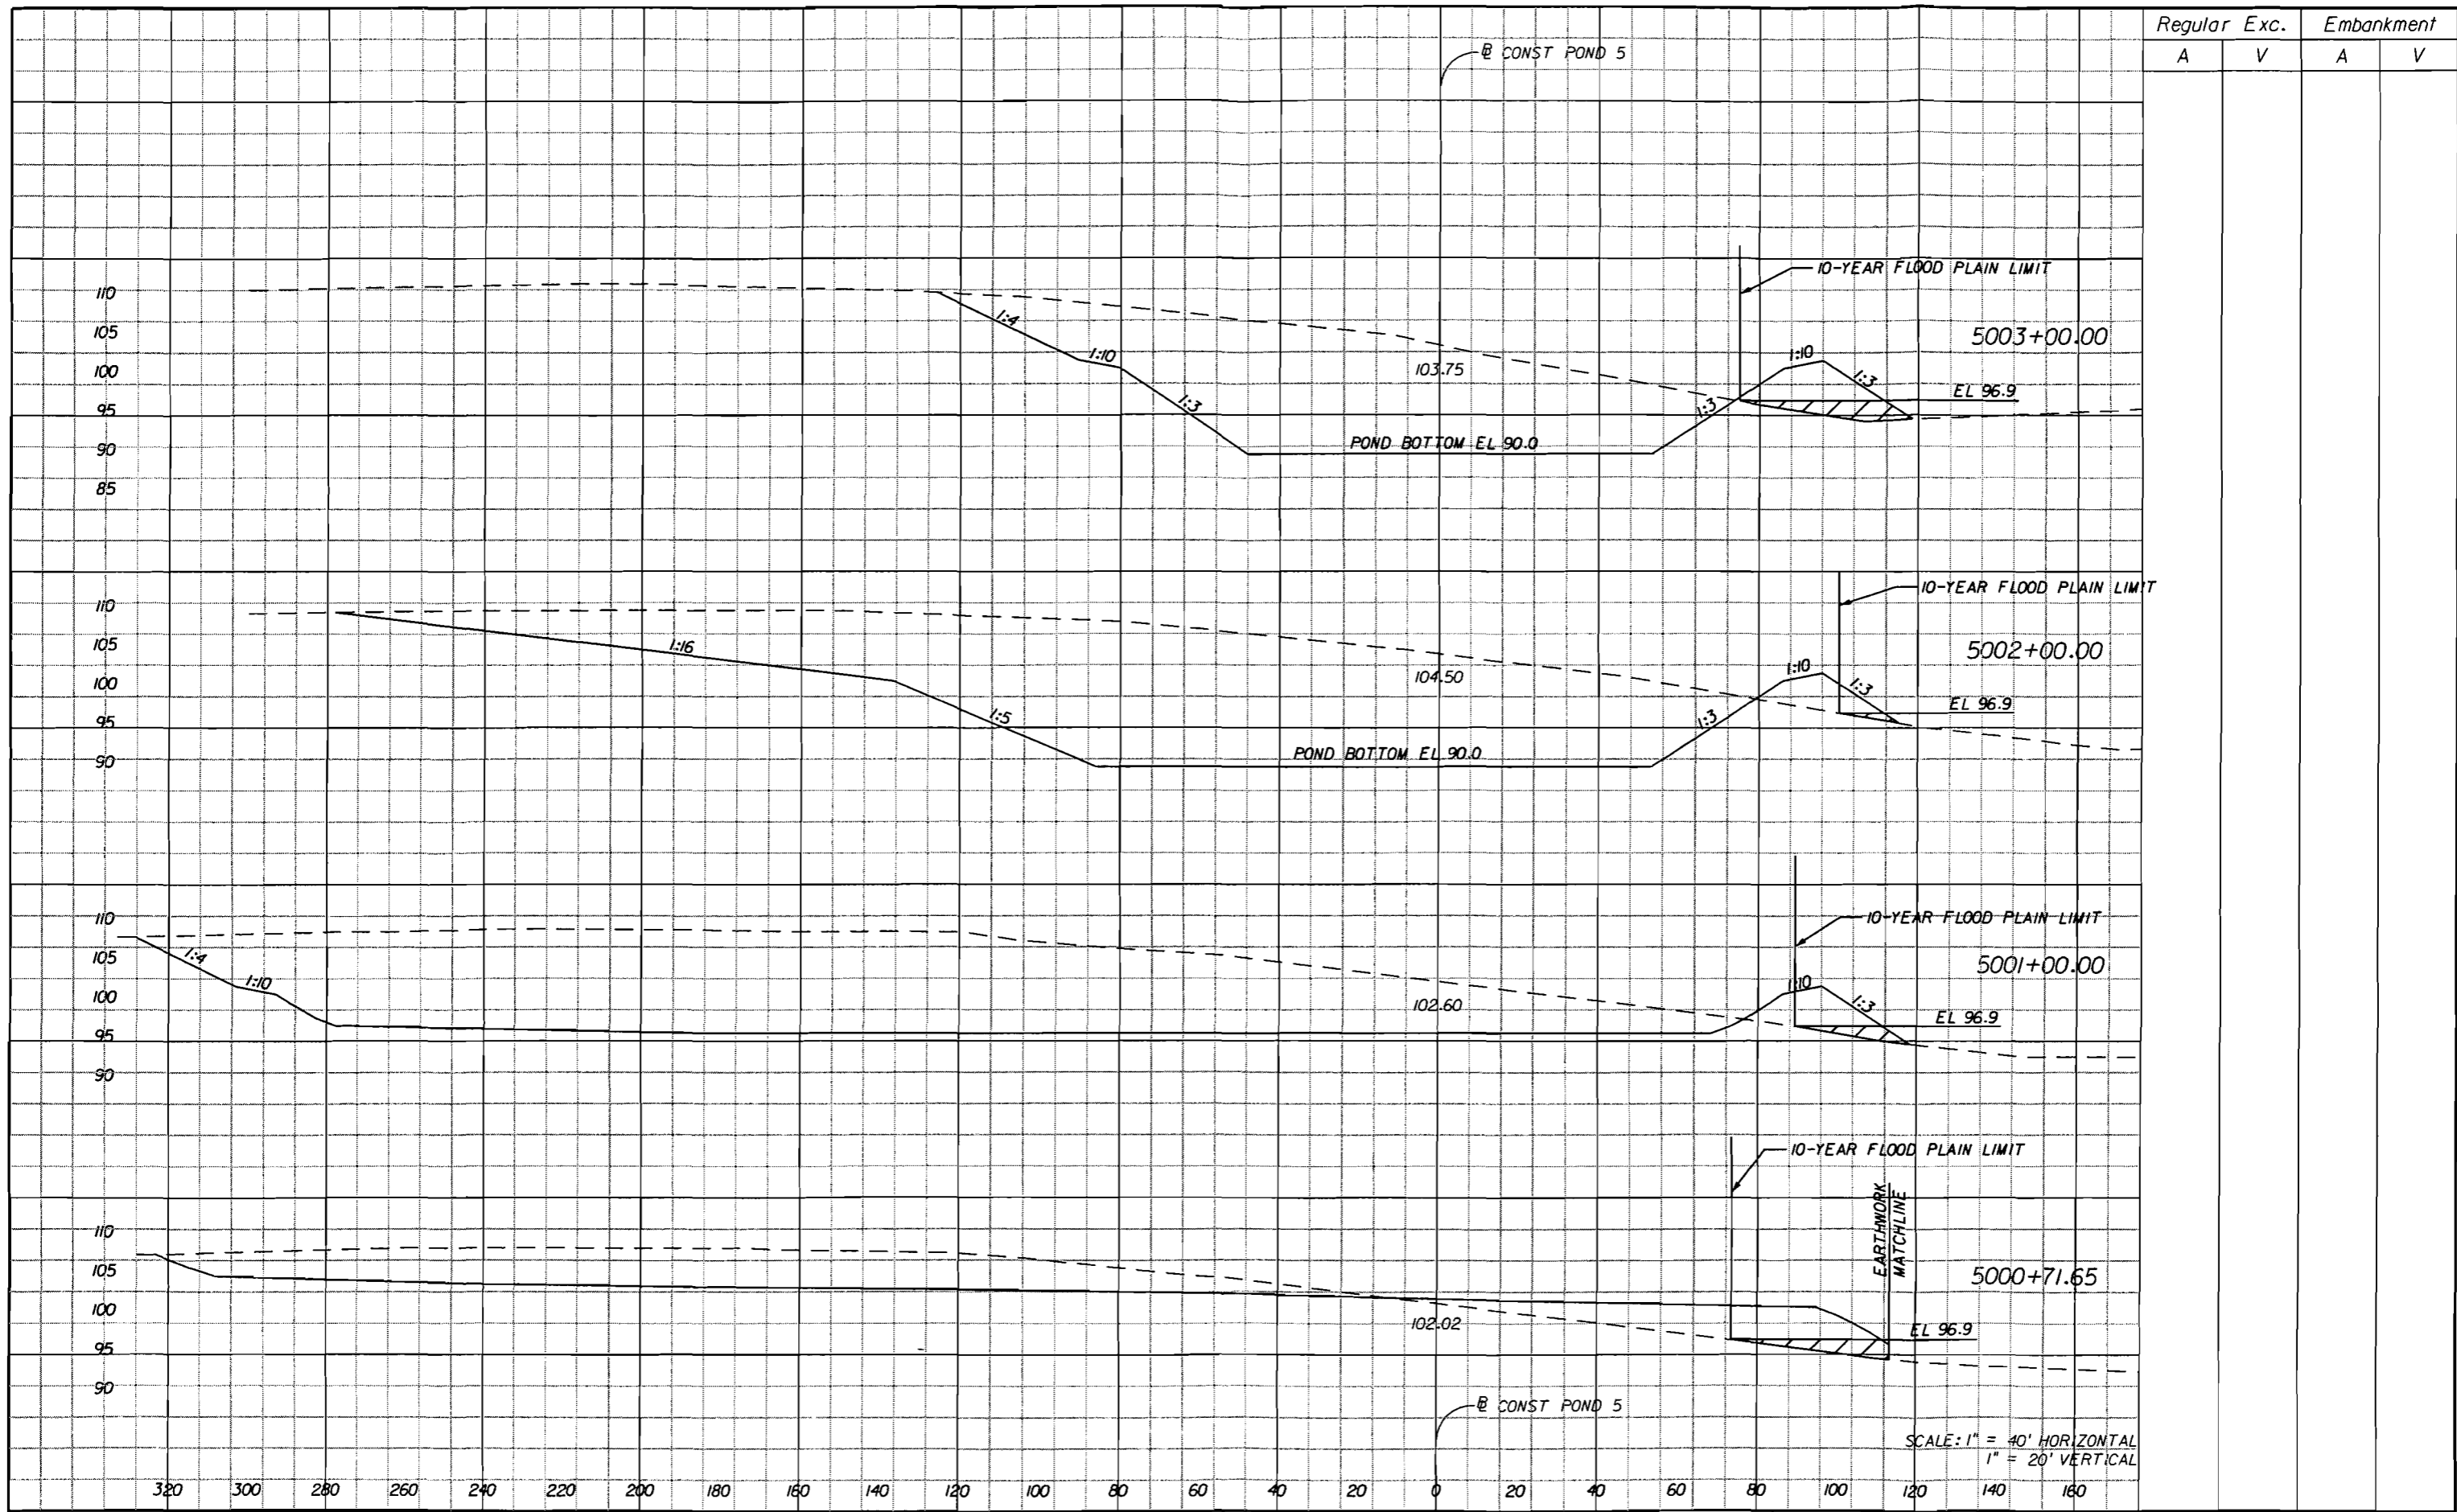 Regular Exc. Embankment
A V A V
℄ CONST POND 5
10-YEAR FLOOD PLAIN LIMIT
110
105
100
95
90
85
5003+00.00
1:4
1:10
1:3
103.75
1:3
1:10
1:3
EL 96.9
POND BOTTOM EL 90.0
10-YEAR FLOOD PLAIN LIMIT
110
105
100
95
90
5002+00.00
1:16
1:5
104.50
1:3
1:10
1:3
EL 96.9
POND BOTTOM EL 90.0
10-YEAR FLOOD PLAIN LIMIT
110
105
100
95
90
5001+00.00
1:4
1:10
102.60
1:10
1:3
EL 96.9
10-YEAR FLOOD PLAIN LIMIT
EARTHWORK
MATCHLINE
110
105
100
95
90
5000+71.65
102.02
EL 96.9
℄ CONST POND 5
SCALE: 1" = 40' HORIZONTAL
1" = 20' VERTICAL
320 300 280 260 240 220 200 180 160 140 120 100 80 60 40 20 0 20 40 60 80 100 120 140 160